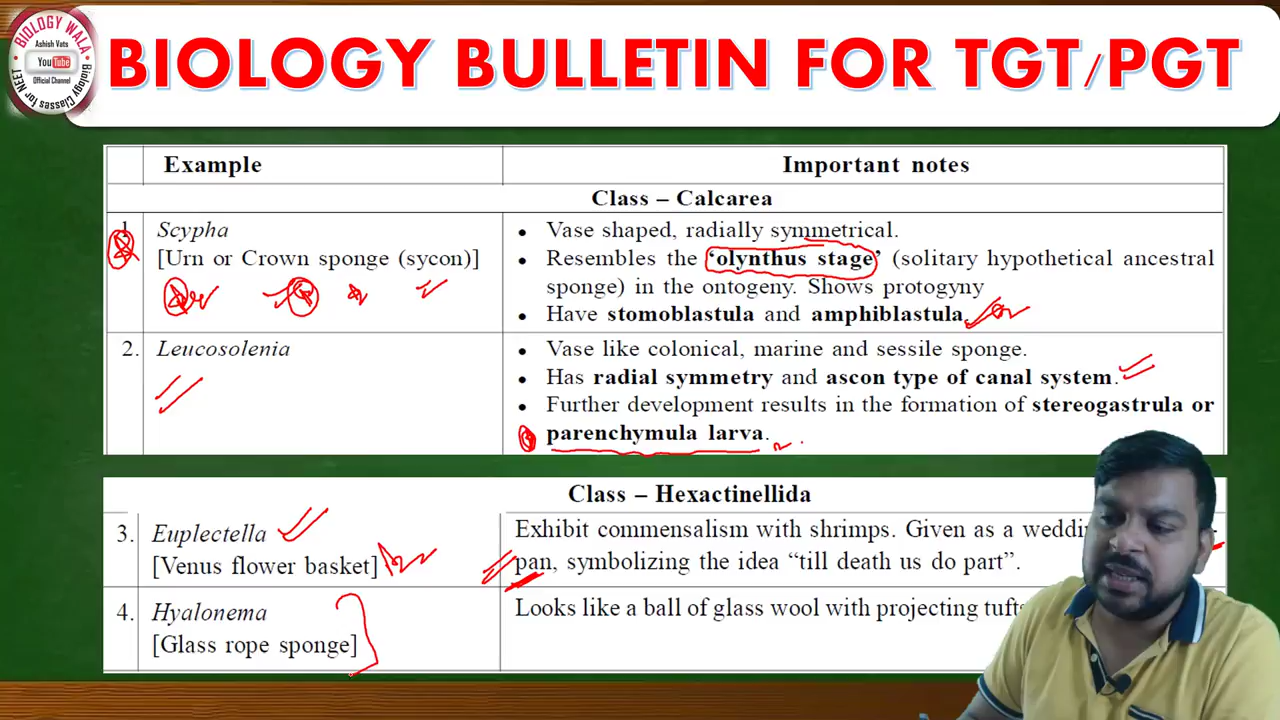 BIOLOGY WALA
Ashish Vats
YouTube
Official Channel
Biology Classes for NEET
BIOLOGY BULLETIN FOR TGT/PGT
Example Important notes
Class – Calcarea
1. Scypha
[Urn or Crown sponge (sycon)]
• Vase shaped, radially symmetrical.
• Resembles the ‘olynthus stage’ (solitary hypothetical ancestral
sponge) in the ontogeny. Shows protogyny
• Have stomoblastula and amphiblastula.
2. Leucosolenia
• Vase like colonical, marine and sessile sponge.
• Has radial symmetry and ascon type of canal system.
• Further development results in the formation of stereogastrula or
parenchymula larva.
Class – Hexactinellida
3. Euplectella
[Venus flower basket]
Exhibit commensalism with shrimps. Given as a
pan, symbolizing the idea “till death us do part”.
4. Hyalonema
[Glass rope sponge]
Looks like a ball of glass wool with projecting